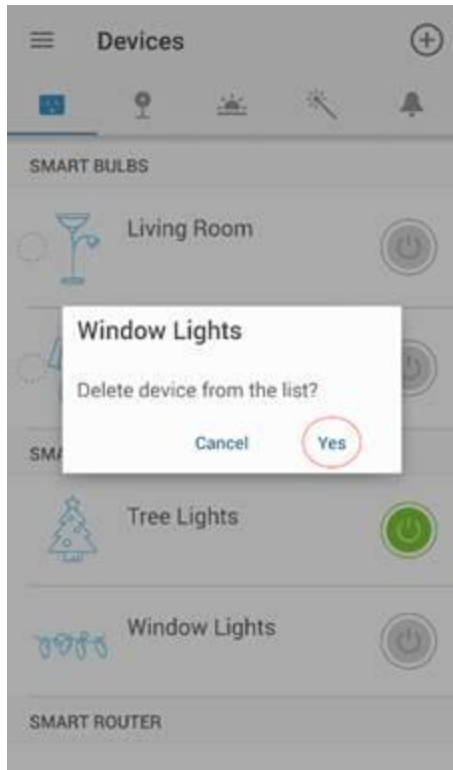 Devices
SMART BULBS
Living Room
Window Lights
Delete device from the list?
Cancel Yes
Tree Lights
Window Lights
SMART ROUTER